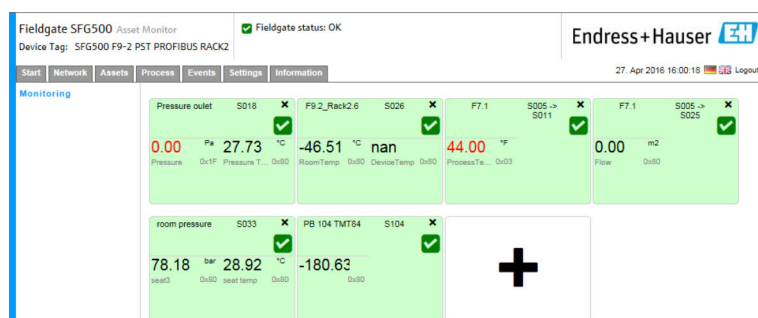 Fieldgate SFG500 Asset Monitor
Device Tag: SFG500 F9-2 PST PROFIBUS RACK2
Fieldgate status: OK
Endress+Hauser EH
Start Network Assets Process Events Settings Information
27. Apr 2016 16:00:18 Logout
Monitoring
Pressure oulet S018
0.00 Pa 27.73 °C
Pressure 0x1F Pressure T... 0x80
F9.2_Rack2.6 S026
-46.51 °C nan
RoomTemp 0x80 DeviceTemp 0x80
F7.1 S005 -> S011
44.00 °F
ProcessTe... 0x03
F7.1 S005 -> S025
0.00 m2
Flow 0x80
room pressure S033
78.18 bar 28.92 °C
seat3 0x80 seat temp 0x80
PB 104 TMT84 S104
-180.63
0x80